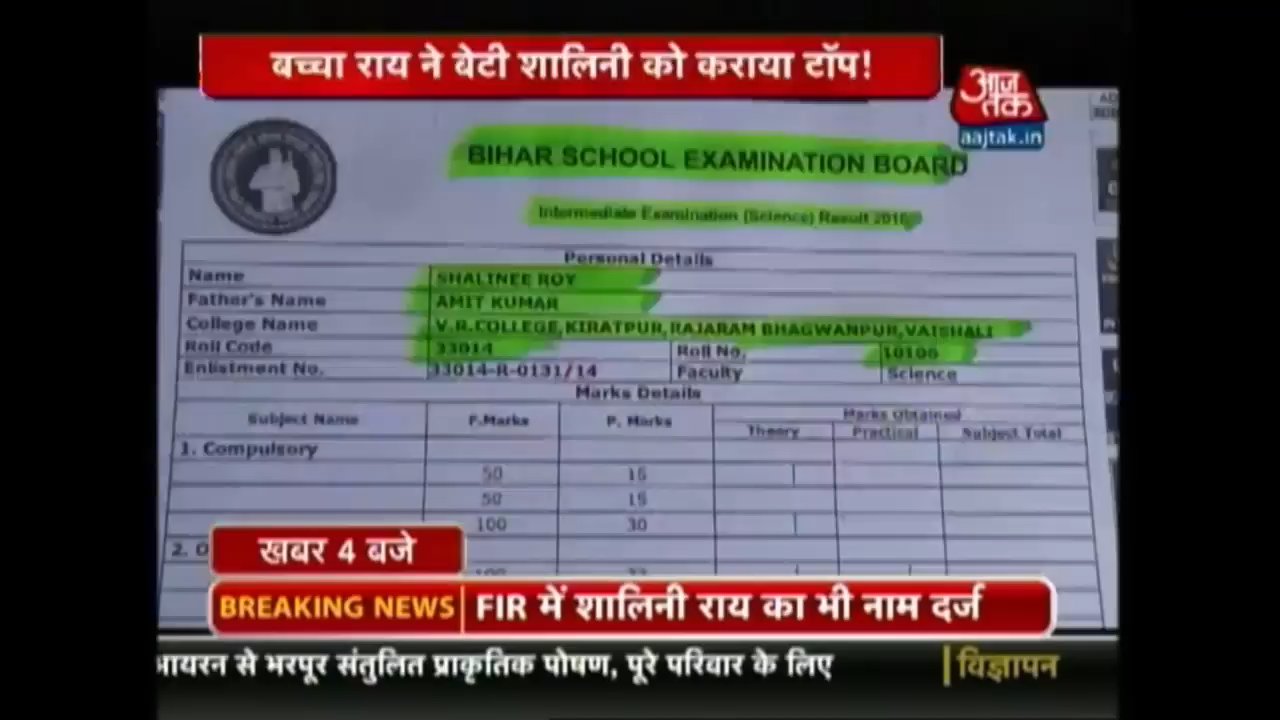 बच्चा राय ने बेटी शालिनी को कराया टॉप!
आज तक
aajtak.in
BIHAR SCHOOL EXAMINATION BOARD
Intermediate Examination (Science) Result 2016
Personal Details
Name SHALINEE ROY
Father's Name AMIT KUMAR
College Name V.R.COLLEGE,KIRATPUR,RAJARAM BHAGWANPUR,VAISHALI
Roll Code 33014 Roll No. 10106
Enlistment No. 33014-R-0131/14 Faculty Science
Marks Details
Subject Name F.Marks P. Marks Marks Obtained
Theory Practical Subject Total
1. Compulsory
50 15
50 15
100 30
2. O
खबर 4 बजे
BREAKING NEWS FIR में शालिनी राय का भी नाम दर्ज
आयरन से भरपूर संतुलित प्राकृतिक पोषण, पूरे परिवार के लिए विज्ञापन